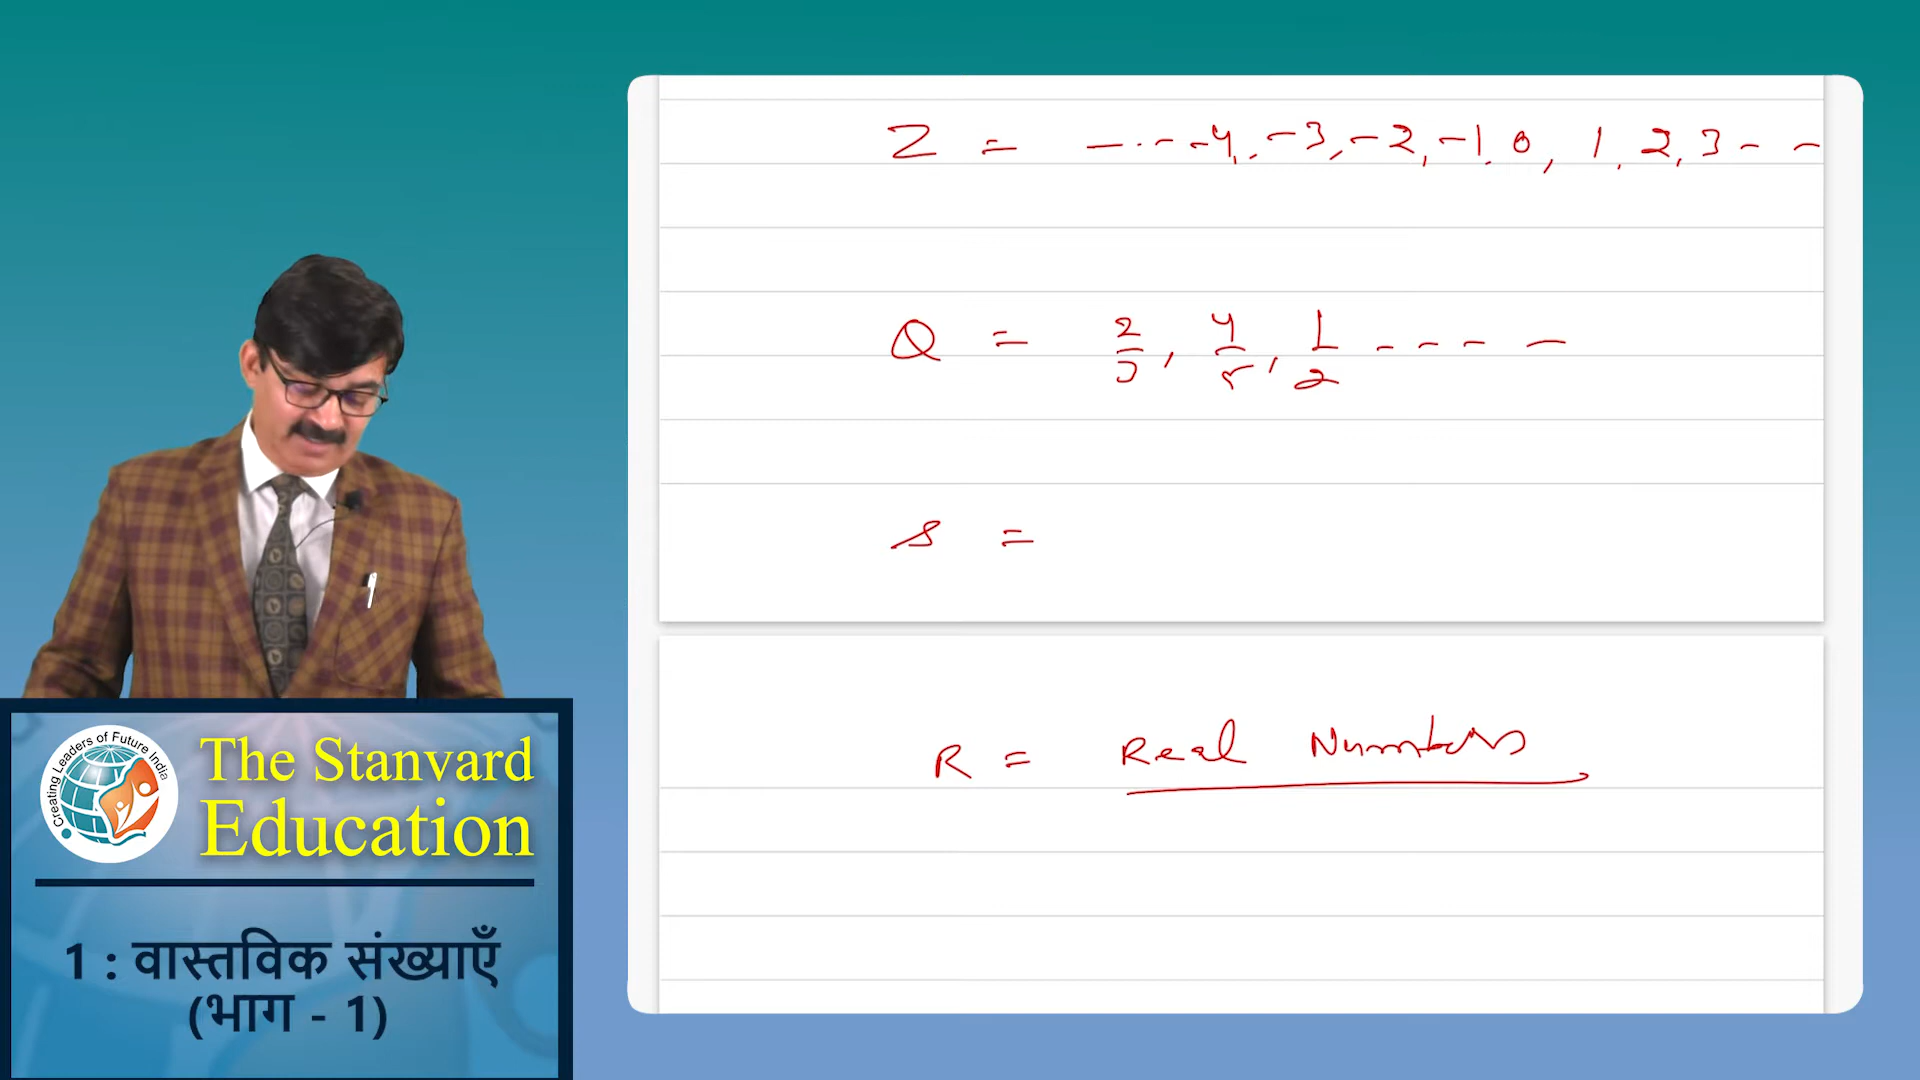 Z = - . - - 4, - 3, - 2, - 1, 0, 1, 2, 3 - -
Q = 2/3, 4/5, 1/2 - - - -
S =
R = Real Numbers
Creating Leaders of Future India
The Stanvard
Education
1 : वास्तविक संख्याएँ
(भाग - 1)